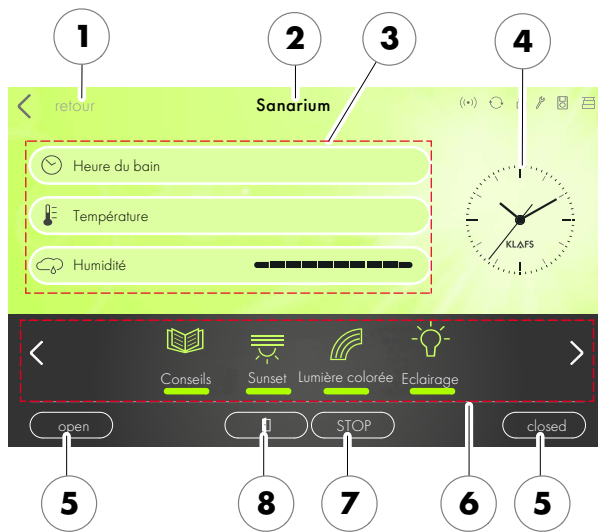 1 2 3 4
retour Sanarium
Heure du bain
Température
Humidité
KLAFS
Conseils Sunset Lumière colorée Eclairage
open STOP closed
5 8 7 6 5